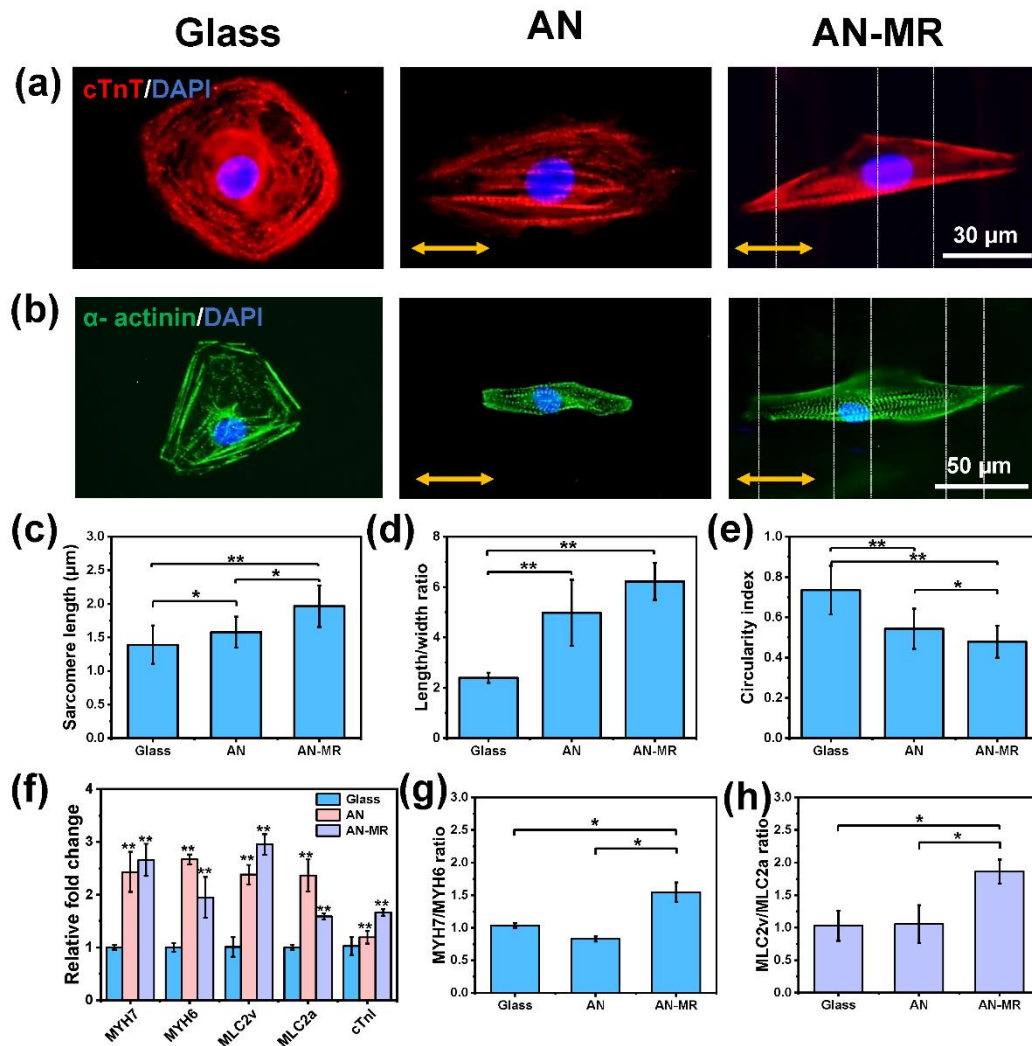 Glass AN AN-MR
(a)
cTnT/DAPI
30 µm
(b)
α- actinin/DAPI
50 µm
(c)
Sarcomere length (µm)
3.0
2.5
2.0
1.5
1.0
0.5
0.0
** 
* *
Glass AN AN-MR
(d)
Length/width ratio
8
6
4
2
0
**
**
Glass AN AN-MR
(e)
Circularity index
1.0
0.8
0.6
0.4
0.2
0.0
**
**
*
Glass AN AN-MR
(f)
Relative fold change
4
3
2
1
0
Glass
AN
AN-MR
** ** ** ** ** ** ** ** ** **
MYH7 MYH6 MLC2v MLC2a cTnI
(g)
MYH7/MYH6 ratio
3.0
2.5
2.0
1.5
1.0
0.5
0.0
*
*
Glass AN AN-MR
(h)
MLC2v/MLC2a ratio
3.0
2.5
2.0
1.5
1.0
0.5
0.0
*
*
Glass AN AN-MR